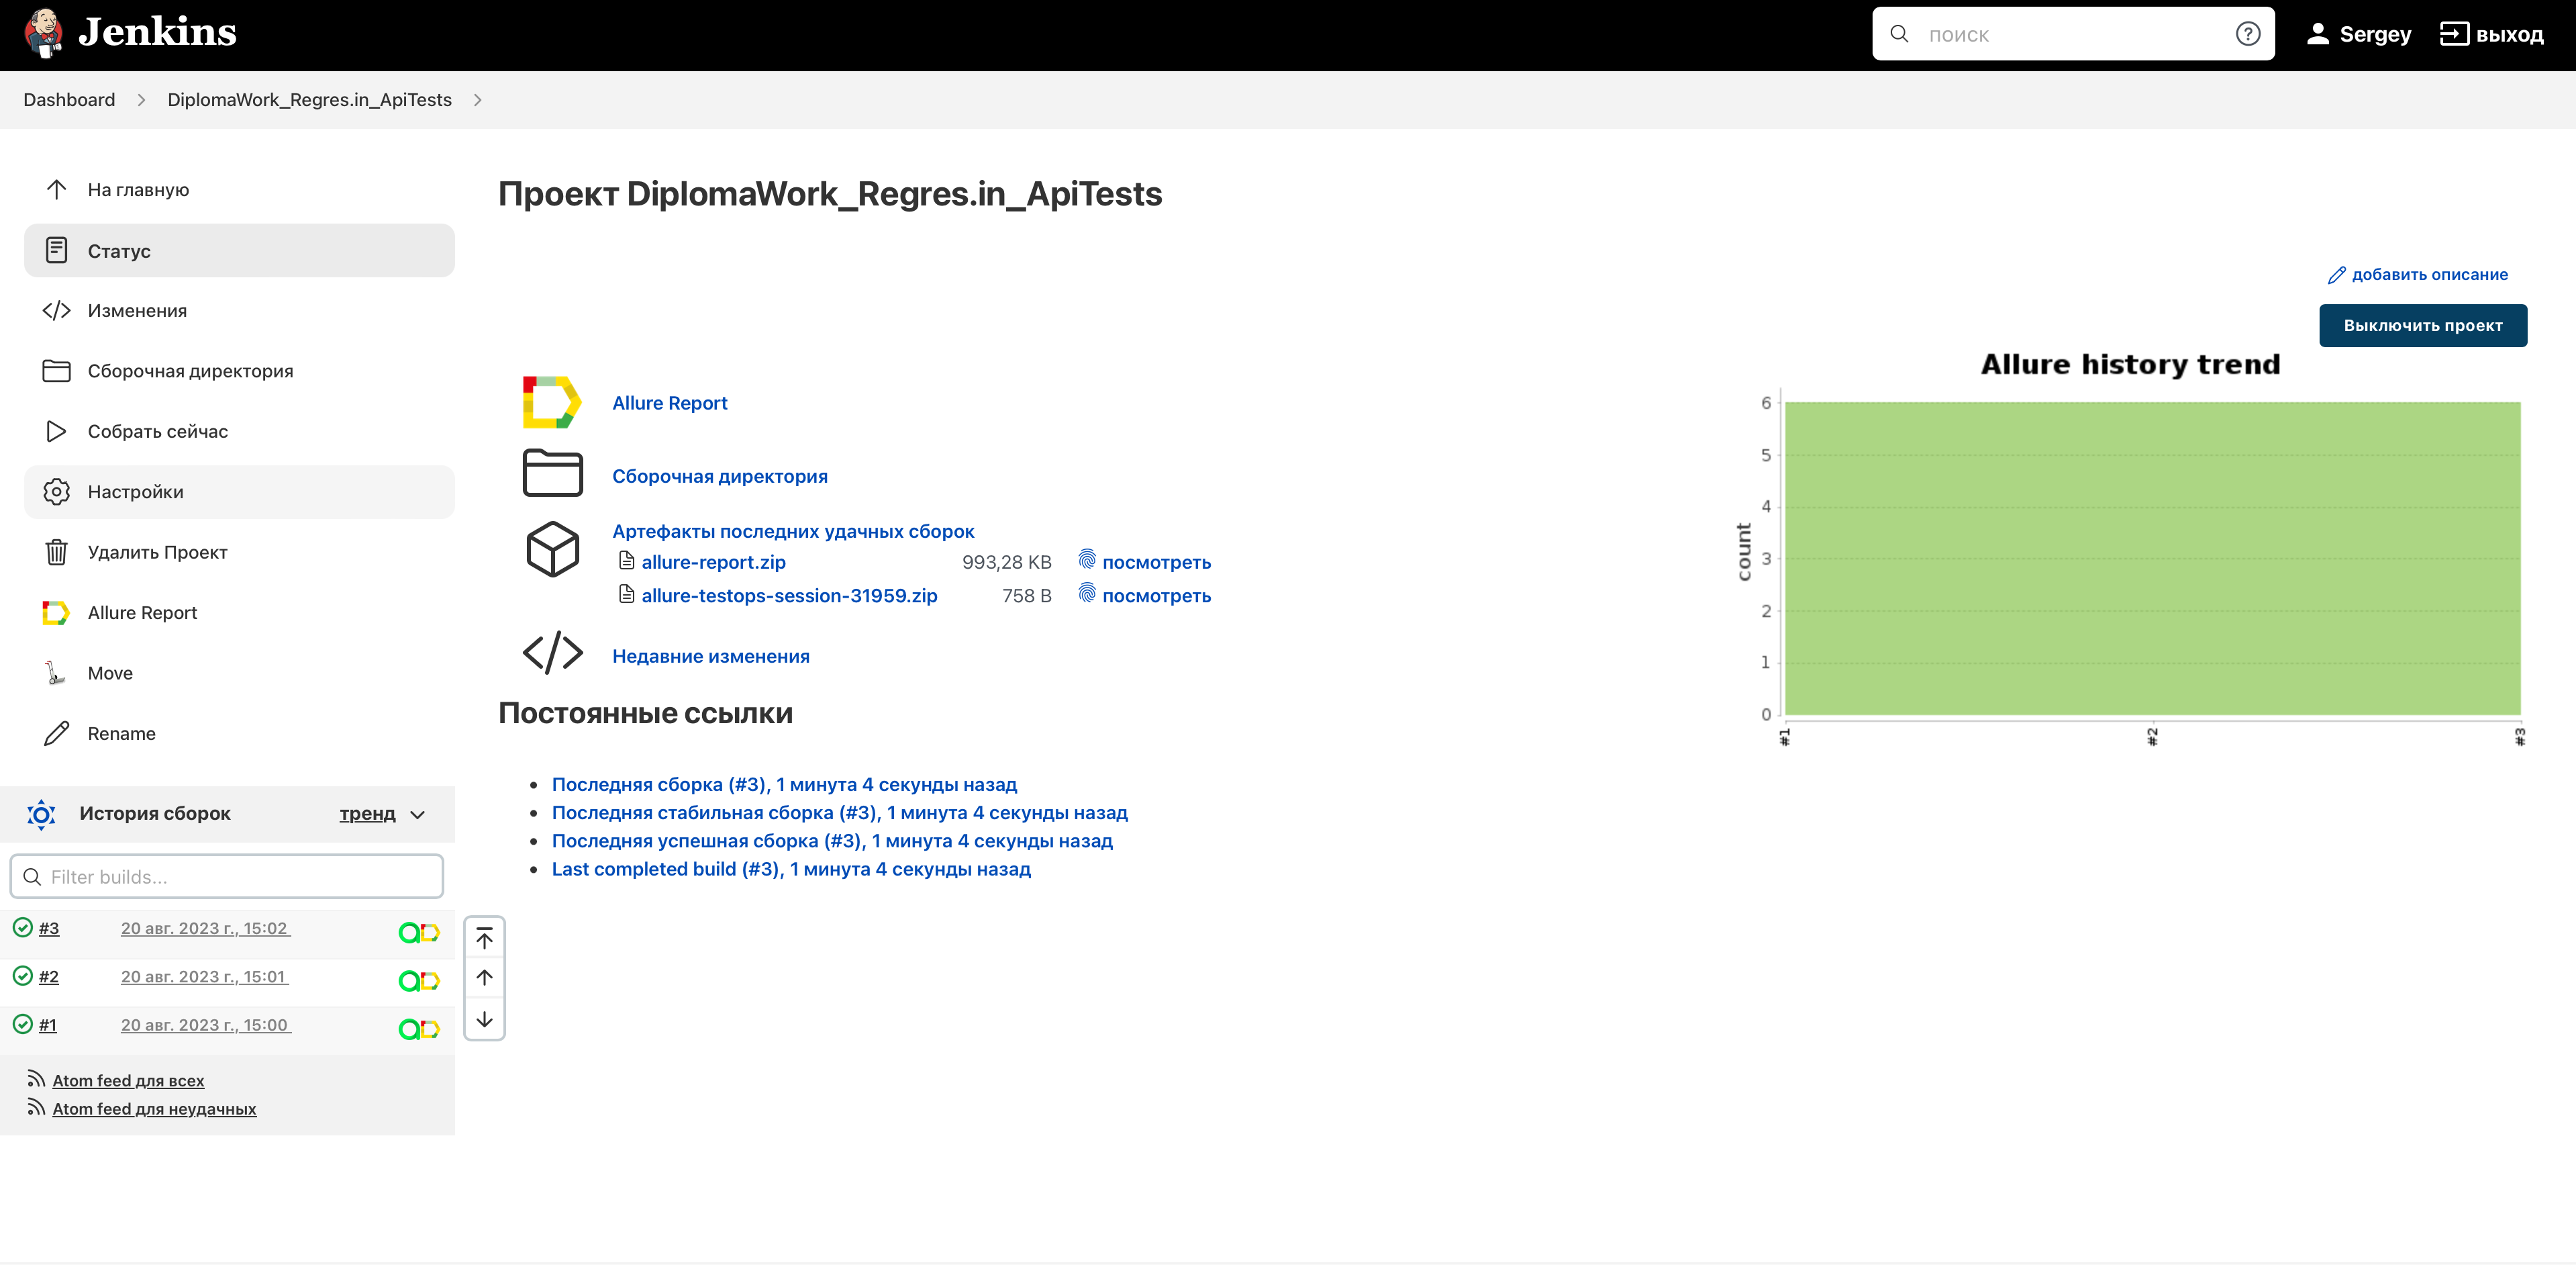 Jenkins
поиск
Sergey
выход
Dashboard
DiplomaWork_Regres.in_ApiTests
На главную
Статус
Изменения
Сборочная директория
Собрать сейчас
Настройки
Удалить Проект
Allure Report
Move
Rename
История сборок
тренд
Filter builds...
#3 20 авг. 2023 г., 15:02
#2 20 авг. 2023 г., 15:01
#1 20 авг. 2023 г., 15:00
Atom feed для всех
Atom feed для неудачных
Проект DiplomaWork_Regres.in_ApiTests
добавить описание
Выключить проект
Allure Report
Сборочная директория
Артефакты последних удачных сборок
allure-report.zip 993,28 KB посмотреть
allure-testops-session-31959.zip 758 B посмотреть
Недавние изменения
Постоянные ссылки
Последняя сборка (#3), 1 минута 4 секунды назад
Последняя стабильная сборка (#3), 1 минута 4 секунды назад
Последняя успешная сборка (#3), 1 минута 4 секунды назад
Last completed build (#3), 1 минута 4 секунды назад
Allure history trend
count
6
5
4
3
2
1
0
#1 #2 #3